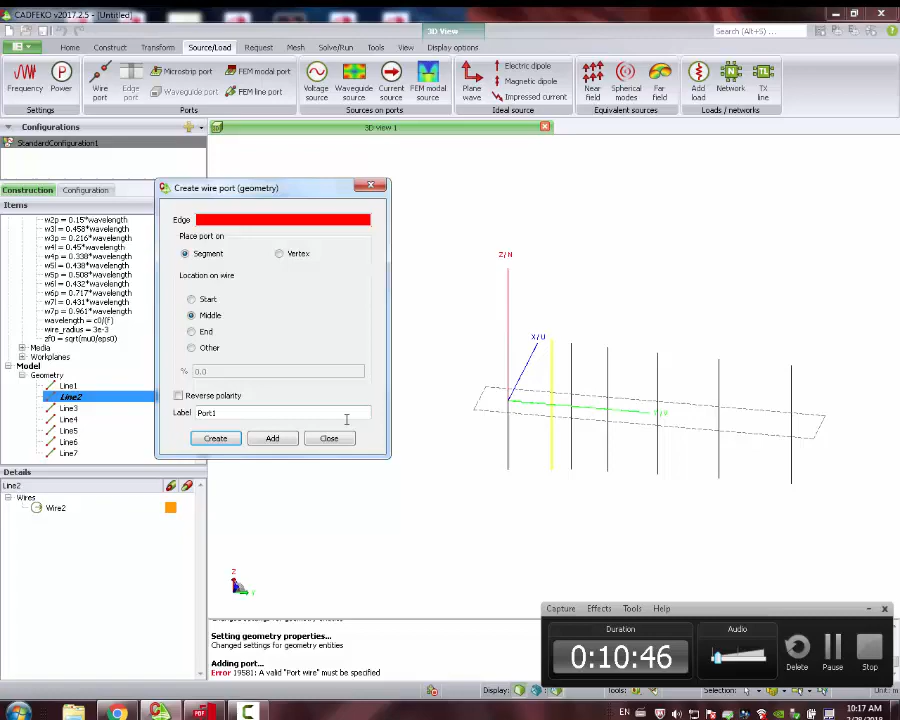 CADFEKO v2017.2.5 - [Untitled]
3D View
Search (Alt+S) ...
Home Construct Transform Source/Load Request Mesh Solve/Run Tools View Display options
Frequency Power
Wire port
Edge port
Microstrip port
Waveguide port
FEM modal port
FEM line port
Voltage source
Waveguide source
Current source
FEM modal source
Plane wave
Electric dipole
Magnetic dipole
Impressed current
Near field
Spherical modes
Far field
Add load
Network
TX line
Settings Ports Sources on ports Ideal source Equivalent sources Loads / networks
Configurations
3D view 1
StandardConfiguration1
Construction Configuration
Items
w2p = 0.15*wavelength
w3l = 0.458*wavelength
w3p = 0.216*wavelength
w4l = 0.45*wavelength
w4p = 0.338*wavelength
w5l = 0.438*wavelength
w5p = 0.508*wavelength
w6l = 0.432*wavelength
w6p = 0.717*wavelength
w7l = 0.431*wavelength
w7p = 0.961*wavelength
wavelength = c0/(f)
wire_radius = 3e-3
zf0 = sqrt(mu0/eps0)
Media
Workplanes
Model
Geometry
Line1
Line2
Line3
Line4
Line5
Line6
Line7
Details
Line2
Wires
Wire2
Create wire port (geometry)
Edge
Place port on
Segment Vertex
Location on wire
Start
Middle
End
Other
% 0.0
Reverse polarity
Label Port1
Create Add Close
Z/N
X/U
Y/V
Z
Y
Changed settings for geometry entities
Setting geometry properties...
Changed settings for geometry entities
Adding port...
Error 19581: A valid "Port wire" must be specified
Capture Effects Tools Help
Duration
0:10:46
Audio
Delete Pause Stop
Display: Tools: Selection: Unit: m
EN
10:17 AM